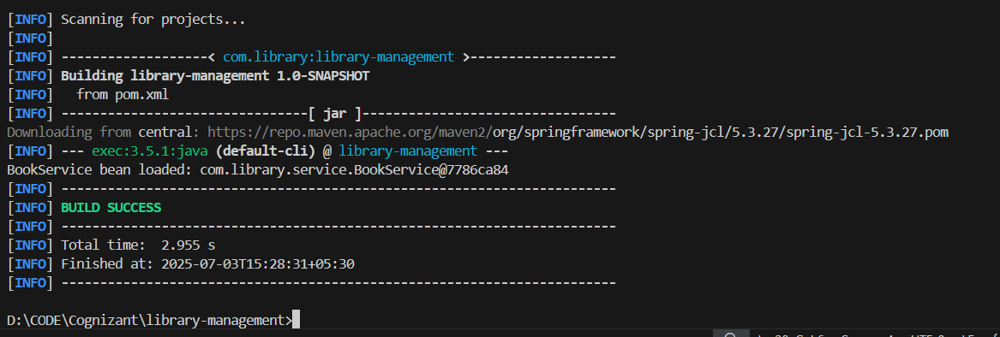 [INFO] Scanning for projects...
[INFO]
[INFO] -------------------< com.library:library-management >-------------------
[INFO] Building library-management 1.0-SNAPSHOT
[INFO]   from pom.xml
[INFO] --------------------------------[ jar ]---------------------------------
Downloading from central: https://repo.maven.apache.org/maven2/org/springframework/spring-jcl/5.3.27/spring-jcl-5.3.27.pom
[INFO] --- exec:3.5.1:java (default-cli) @ library-management ---
BookService bean loaded: com.library.service.BookService@7786ca84
[INFO] ------------------------------------------------------------------------
[INFO] BUILD SUCCESS
[INFO] ------------------------------------------------------------------------
[INFO] Total time:  2.955 s
[INFO] Finished at: 2025-07-03T15:28:31+05:30
[INFO] ------------------------------------------------------------------------
D:\CODE\Cognizant\library-management>